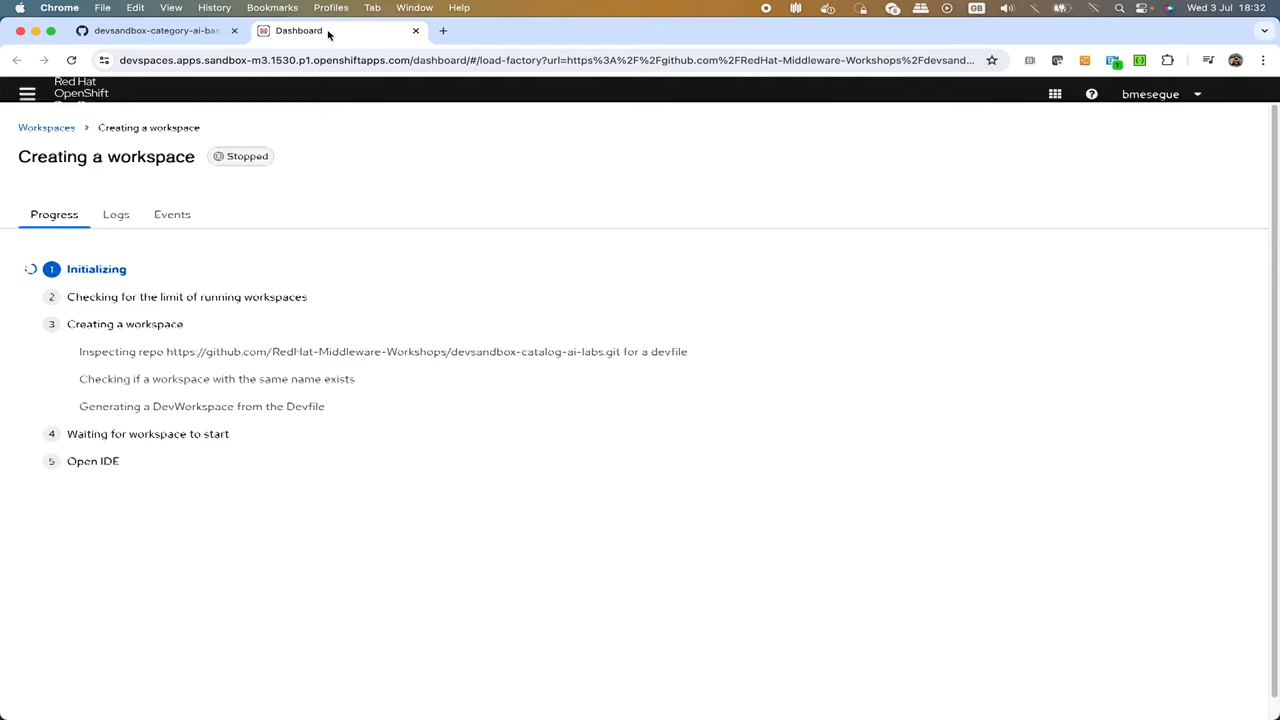 Chrome File Edit View History Bookmarks Profiles Tab Window Help GB Wed 3 Jul 18:32
devsandbox-category-ai-bas Dashboard
devspaces.apps.sandbox-m3.1530.p1.openshiftapps.com/dashboard/#/load-factory?url=https%3A%2F%2Fgithub.com%2FRedHat-Middleware-Workshops%2Fdevsand...
Red Hat
OpenShift
bmesegue
Workspaces > Creating a workspace
Creating a workspace Stopped
Progress Logs Events
1 Initializing
2 Checking for the limit of running workspaces
3 Creating a workspace
Inspecting repo https://github.com/RedHat-Middleware-Workshops/devsandbox-catalog-ai-labs.git for a devfile
Checking if a workspace with the same name exists
Generating a DevWorkspace from the Devfile
4 Waiting for workspace to start
5 Open IDE